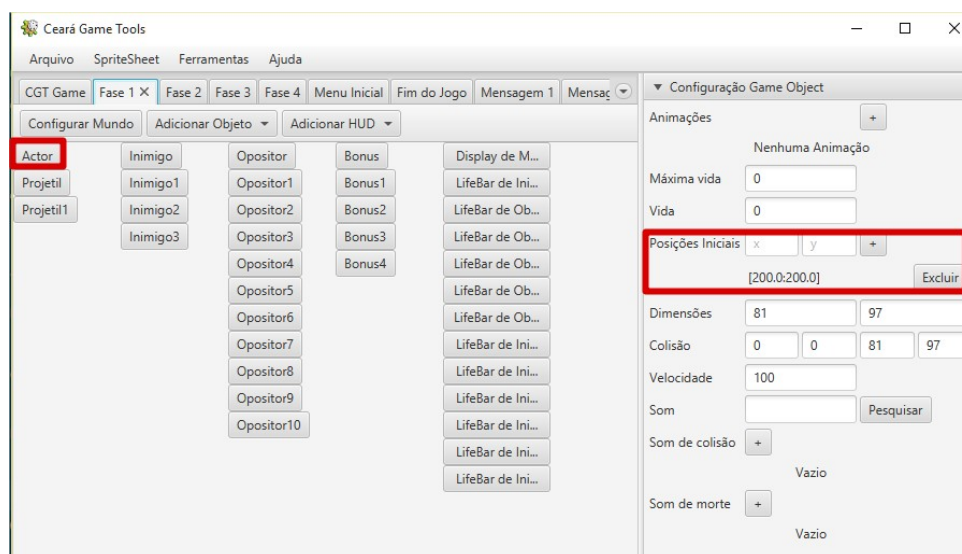 Ceará Game Tools
Arquivo SpriteSheet Ferramentas Ajuda
CGT Game Fase 1 X Fase 2 Fase 3 Fase 4 Menu Inicial Fim do Jogo Mensagem 1
Configurar Mundo Adicionar Objeto Adicionar HUD
Actor Inimigo Opositor Bonus Display de M...
Projetil Inimigo1 Opositor1 Bonus1 LifeBar de Ini...
Projetil1 Inimigo2 Opositor2 Bonus2 LifeBar de Ob...
Inimigo3 Opositor3 Bonus3 LifeBar de Ob...
Opositor4 Bonus4 LifeBar de Ob...
Opositor5 LifeBar de Ob...
Opositor6 LifeBar de Ob...
Opositor7 LifeBar de Ini...
Opositor8 LifeBar de Ini...
Opositor9 LifeBar de Ini...
Opositor10 LifeBar de Ini...
LifeBar de Ini...
LifeBar de Ini...
Configuração Game Object
Animações +
Nenhuma Animação
Máxima vida 0
Vida 0
Posições Iniciais x y +
[200.0:200.0] Excluir
Dimensões 81 97
Colisão 0 0 81 97
Velocidade 100
Som Pesquisar
Som de colisão +
Vazio
Som de morte +
Vazio